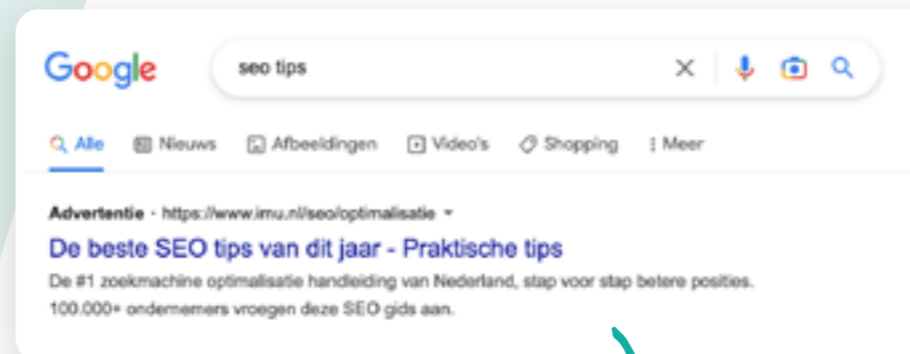 Google
seo tips
Alle Nieuws Afbeeldingen Video's Shopping Meer
Advertentie · https://www.imu.nl/seo/optimalisatie
De beste SEO tips van dit jaar - Praktische tips
De #1 zoekmachine optimalisatie handleiding van Nederland, stap voor stap betere posities.
100.000+ ondernemers vroegen deze SEO gids aan.